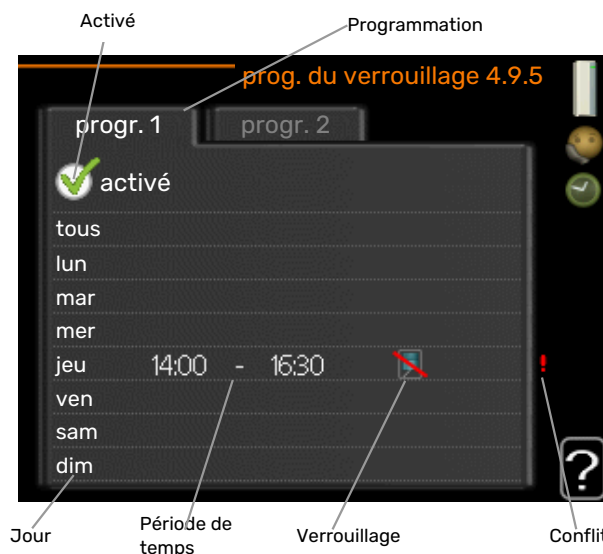 Activé
Programmation
prog. du verrouillage 4.9.5
progr. 1
progr. 2
activé
tous
lun
mar
mer
jeu 14:00 - 16:30 !
ven
sam
dim
?
Jour
Période de
temps
Verrouillage
Conflit